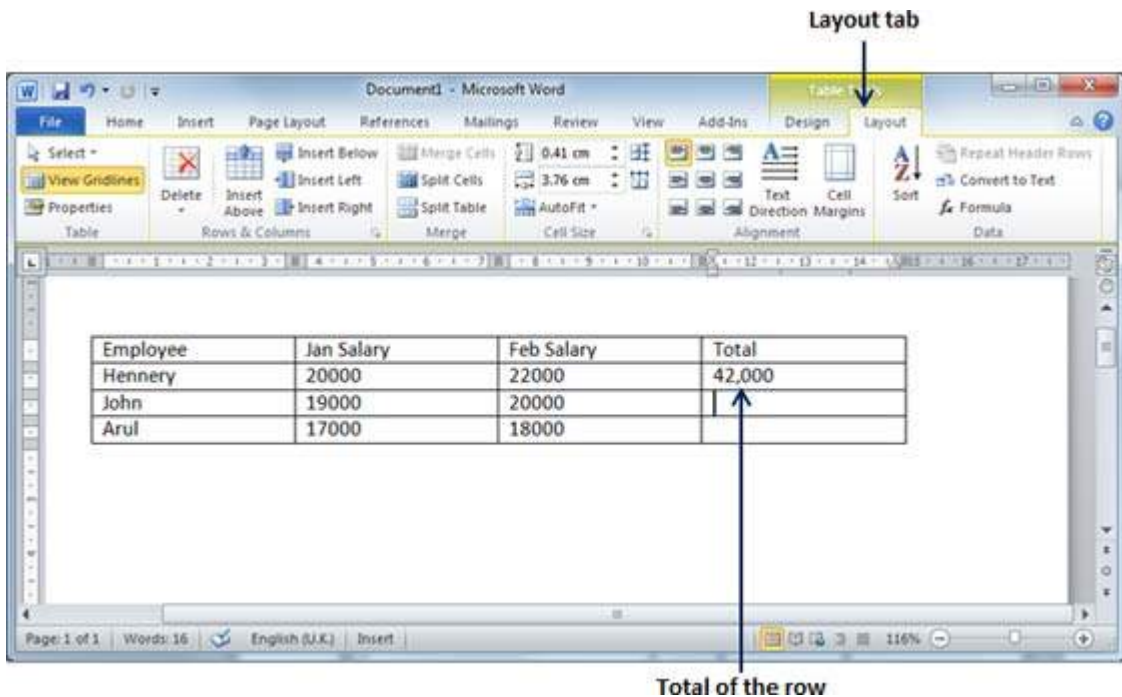 Layout tab
Document1 - Microsoft Word
File Home Insert Page Layout References Mailings Review View Add-Ins Design Layout
Select Insert Below Merge Cells 0.41 cm Repeat Header Rows
View Gridlines Delete Insert Above Insert Left Split Cells 3.76 cm Text Direction Cell Margins Sort Convert to Text
Properties Insert Right Split Table AutoFit Formula
Table Rows & Columns Merge Cell Size Alignment Data
Employee Jan Salary Feb Salary Total
Hennery 20000 22000 42,000
John 19000 20000
Arul 17000 18000
Page: 1 of 1 Words: 16 English (U.K.) Insert 116%
Total of the row